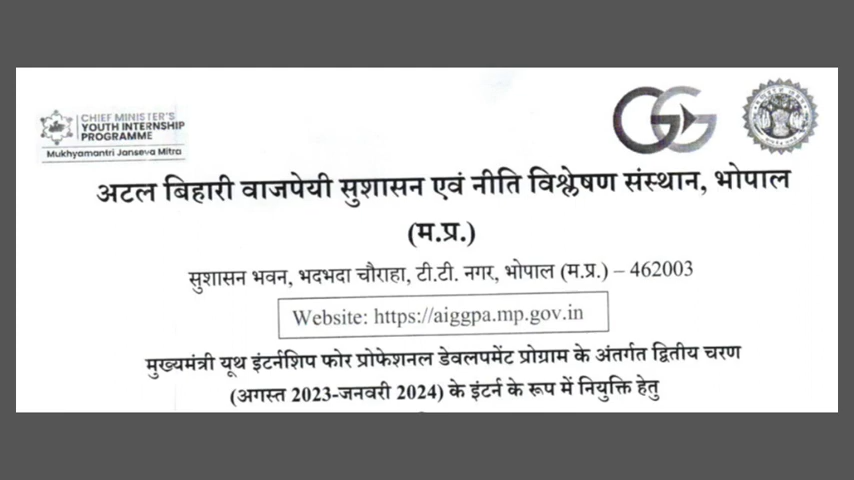 CHIEF MINISTER'S
YOUTH INTERNSHIP
PROGRAMME
Mukhyamantri Janseva Mitra
GG
अटल बिहारी वाजपेयी सुशासन एवं नीति विश्लेषण संस्थान, भोपाल
(म.प्र.)
सुशासन भवन, भदभदा चौराहा, टी.टी. नगर, भोपाल (म.प्र.) – 462003
Website: https://aiggpa.mp.gov.in
मुख्यमंत्री यूथ इंटर्नशिप फोर प्रोफेशनल डेवलपमेंट प्रोग्राम के अंतर्गत द्वितीय चरण
(अगस्त 2023-जनवरी 2024) के इंटर्न के रूप में नियुक्ति हेतु